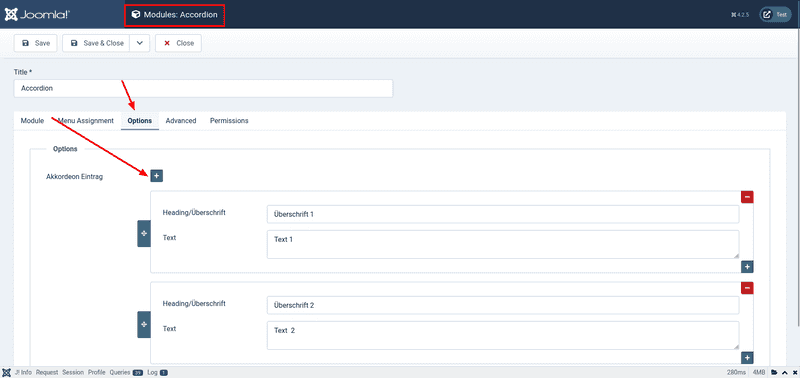 Joomla! Modules: Accordion 4.2.5 Test
Save Save & Close Close
Title *
Accordion
Module Menu Assignment Options Advanced Permissions
Options
Akkordeon Eintrag
Heading/Überschrift Überschrift 1
Text Text 1
Heading/Überschrift Überschrift 2
Text Text 2
J! Info Request Session Profile Queries 39 Log 1 280ms 4MB